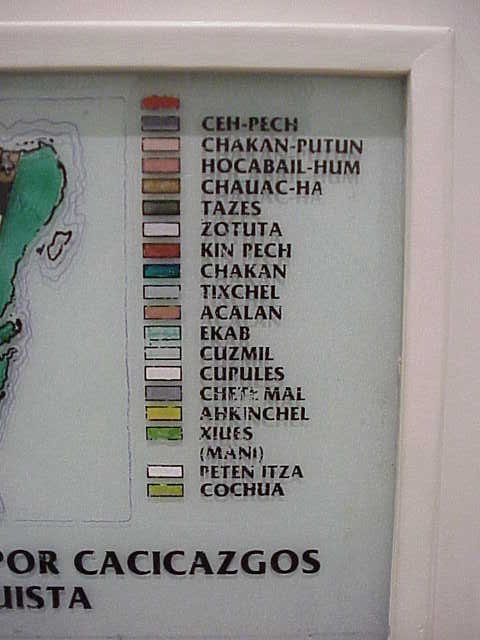 CEH-PECH
CHAKAN-PUTUN
HOCABAIL-HUM
CHAUAC-HA
TAZES
ZOTUTA
KIN PECH
CHAKAN
TIXCHEL
ACALAN
EKAB
CUZMIL
CUPULES
MAL
AHKINCHEL
XIUES
(MANI)
PETEN ITZA
COCHUA
POR CACICAZGOS
UISTA